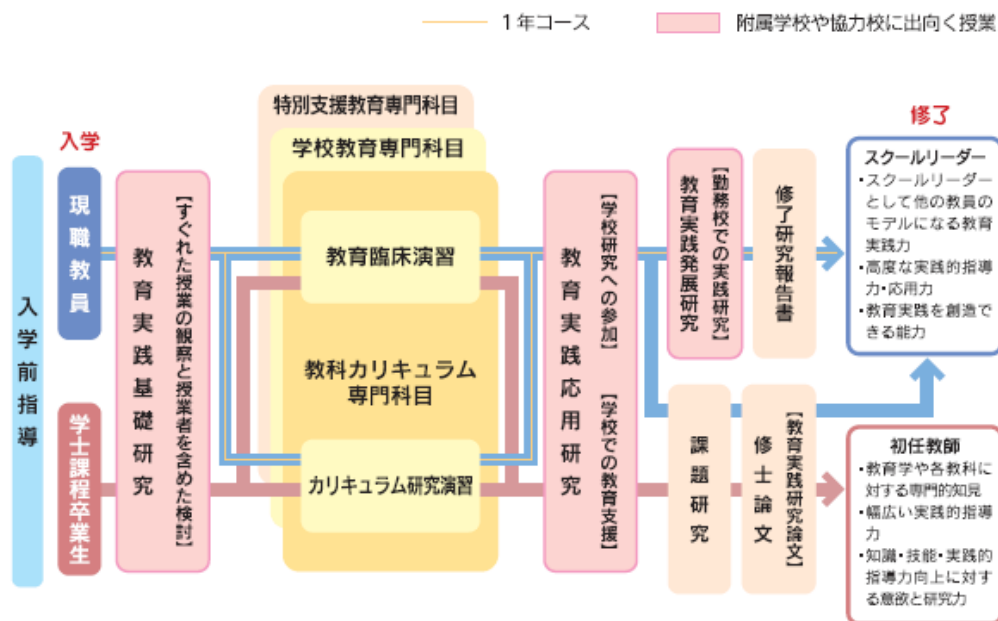 1年コース
附属学校や協力校に出向く授業
入学
修了
入学前指導
現職教員
学士課程卒業生
教育実践基礎研究
【すぐれた授業の観察と授業者を含めた検討】
特別支援教育専門科目
学校教育専門科目
教育臨床演習
教科カリキュラム
専門科目
カリキュラム研究演習
教育実践応用研究
【学校研究への参加】
【学校での教育支援】
教育実践発展研究
【勤務校での実践研究】
修了研究報告書
課題研究
修士論文
【教育実践研究論文】
スクールリーダー
・スクールリーダー
として他の教員の
モデルになる教育
実践力
・高度な実践的指導
力・応用力
・教育実践を創造で
きる能力
初任教師
・教育学や各教科に
対する専門的知見
・幅広い実践的指導
力
・知識・技能・実践的
指導力向上に対す
る意欲と研究力